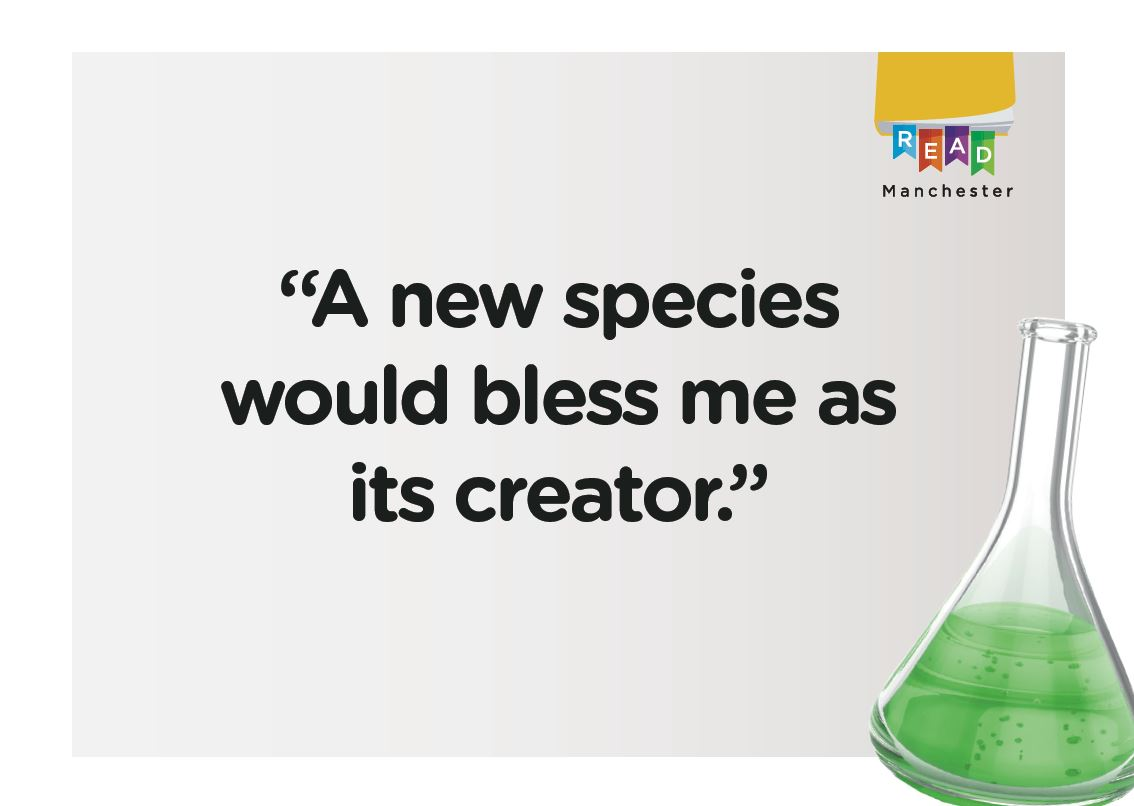 READ
Manchester
“A new species
would bless me as
its creator.”